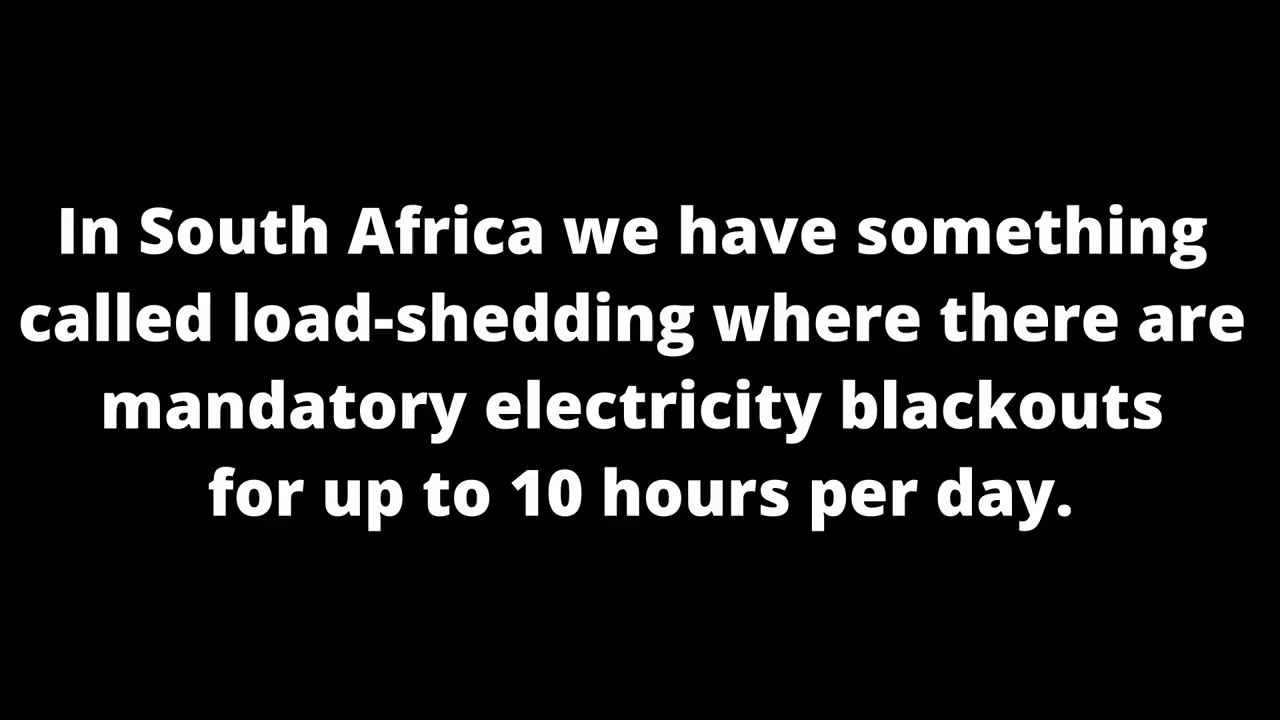 In South Africa we have something
called load-shedding where there are
mandatory electricity blackouts
for up to 10 hours per day.